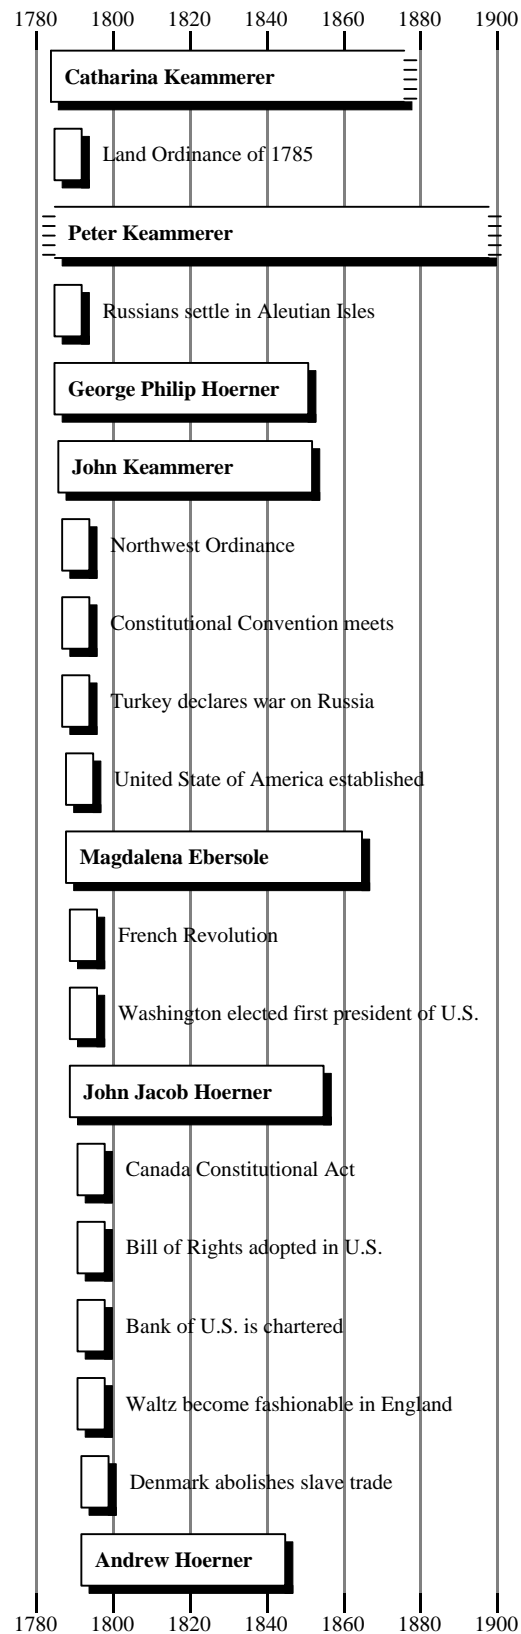 1780 1800 1820 1840 1860 1880 1900
Catharina Keammerer
Land Ordinance of 1785
Peter Keammerer
Russians settle in Aleutian Isles
George Philip Hoerner
John Keammerer
Northwest Ordinance
Constitutional Convention meets
Turkey declares war on Russia
United State of America established
Magdalena Ebersole
French Revolution
Washington elected first president of U.S.
John Jacob Hoerner
Canada Constitutional Act
Bill of Rights adopted in U.S.
Bank of U.S. is chartered
Waltz become fashionable in England
Denmark abolishes slave trade
Andrew Hoerner
1780 1800 1820 1840 1860 1880 1900